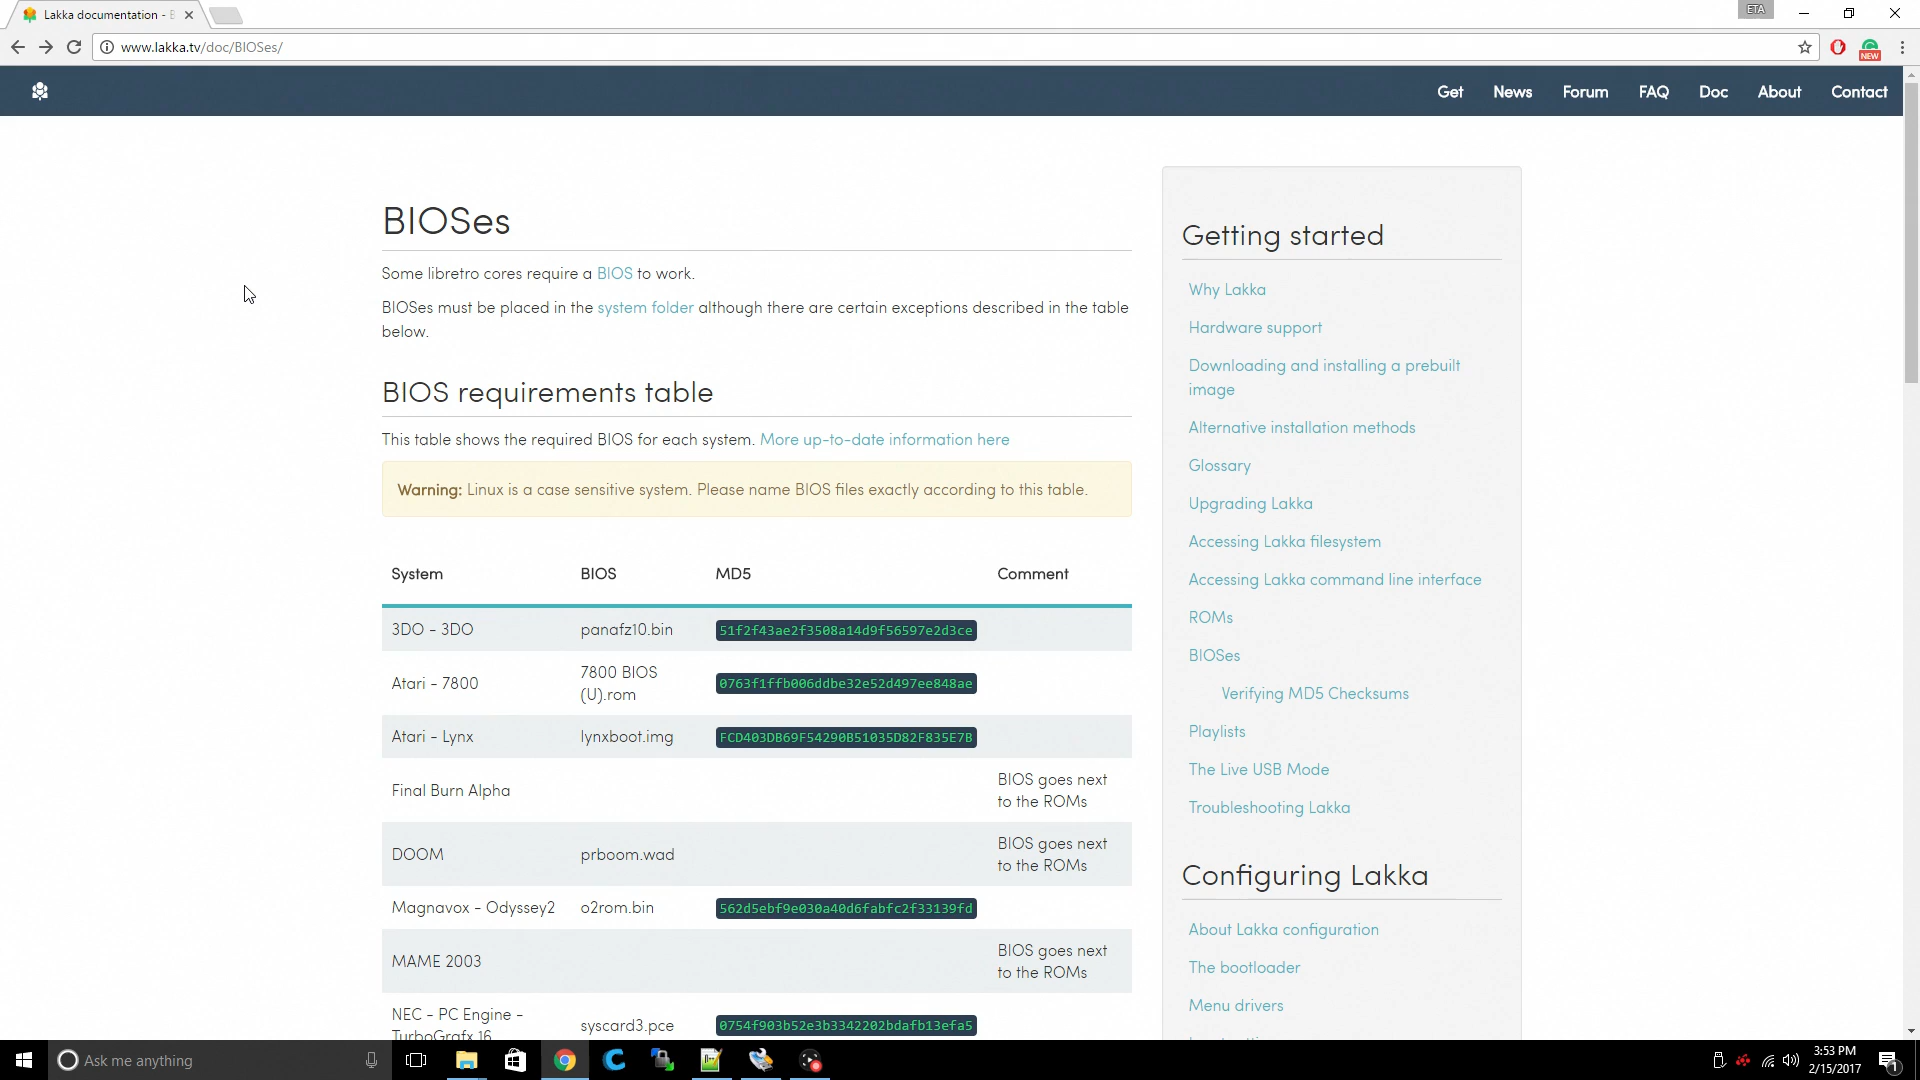 Lakka documentation - B
ETA
www.lakka.tv/doc/BIOSes/
NEW
Get
News
Forum
FAQ
Doc
About
Contact
BIOSes
Some libretro cores require a BIOS to work.
BIOSes must be placed in the system folder although there are certain exceptions described in the table
below.
BIOS requirements table
This table shows the required BIOS for each system. More up-to-date information here
Warning: Linux is a case sensitive system. Please name BIOS files exactly according to this table.
System BIOS MD5 Comment
3DO - 3DO panafz10.bin 51f2f43ae2f3508a14d9f56597e2d3ce
Atari - 7800 7800 BIOS
(U).rom 0763f1ffb006ddbe32e52d497ee848ae
Atari - Lynx lynxboot.img FCD403DB69F54290B51035D82F835E7B
Final Burn Alpha BIOS goes next
to the ROMs
DOOM prboom.wad BIOS goes next
to the ROMs
Magnavox - Odyssey2 o2rom.bin 562d5ebf9e030a40d6fabfc2f33139fd
MAME 2003 BIOS goes next
to the ROMs
NEC - PC Engine -
TurboGrafx 16 syscard3.pce 0754f903b52e3b3342202bdafb13efa5
Getting started
Why Lakka
Hardware support
Downloading and installing a prebuilt
image
Alternative installation methods
Glossary
Upgrading Lakka
Accessing Lakka filesystem
Accessing Lakka command line interface
ROMs
BIOSes
Verifying MD5 Checksums
Playlists
The Live USB Mode
Troubleshooting Lakka
Configuring Lakka
About Lakka configuration
The bootloader
Menu drivers
Ask me anything
3:53 PM
2/15/2017
1